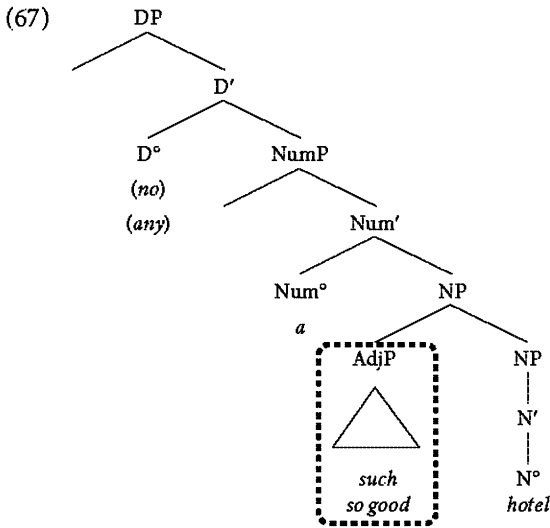 (67)
DP
D′
D° NumP
(no)
(any)
Num′
Num° NP
a
AdjP NP
N′
such N°
so good hotel